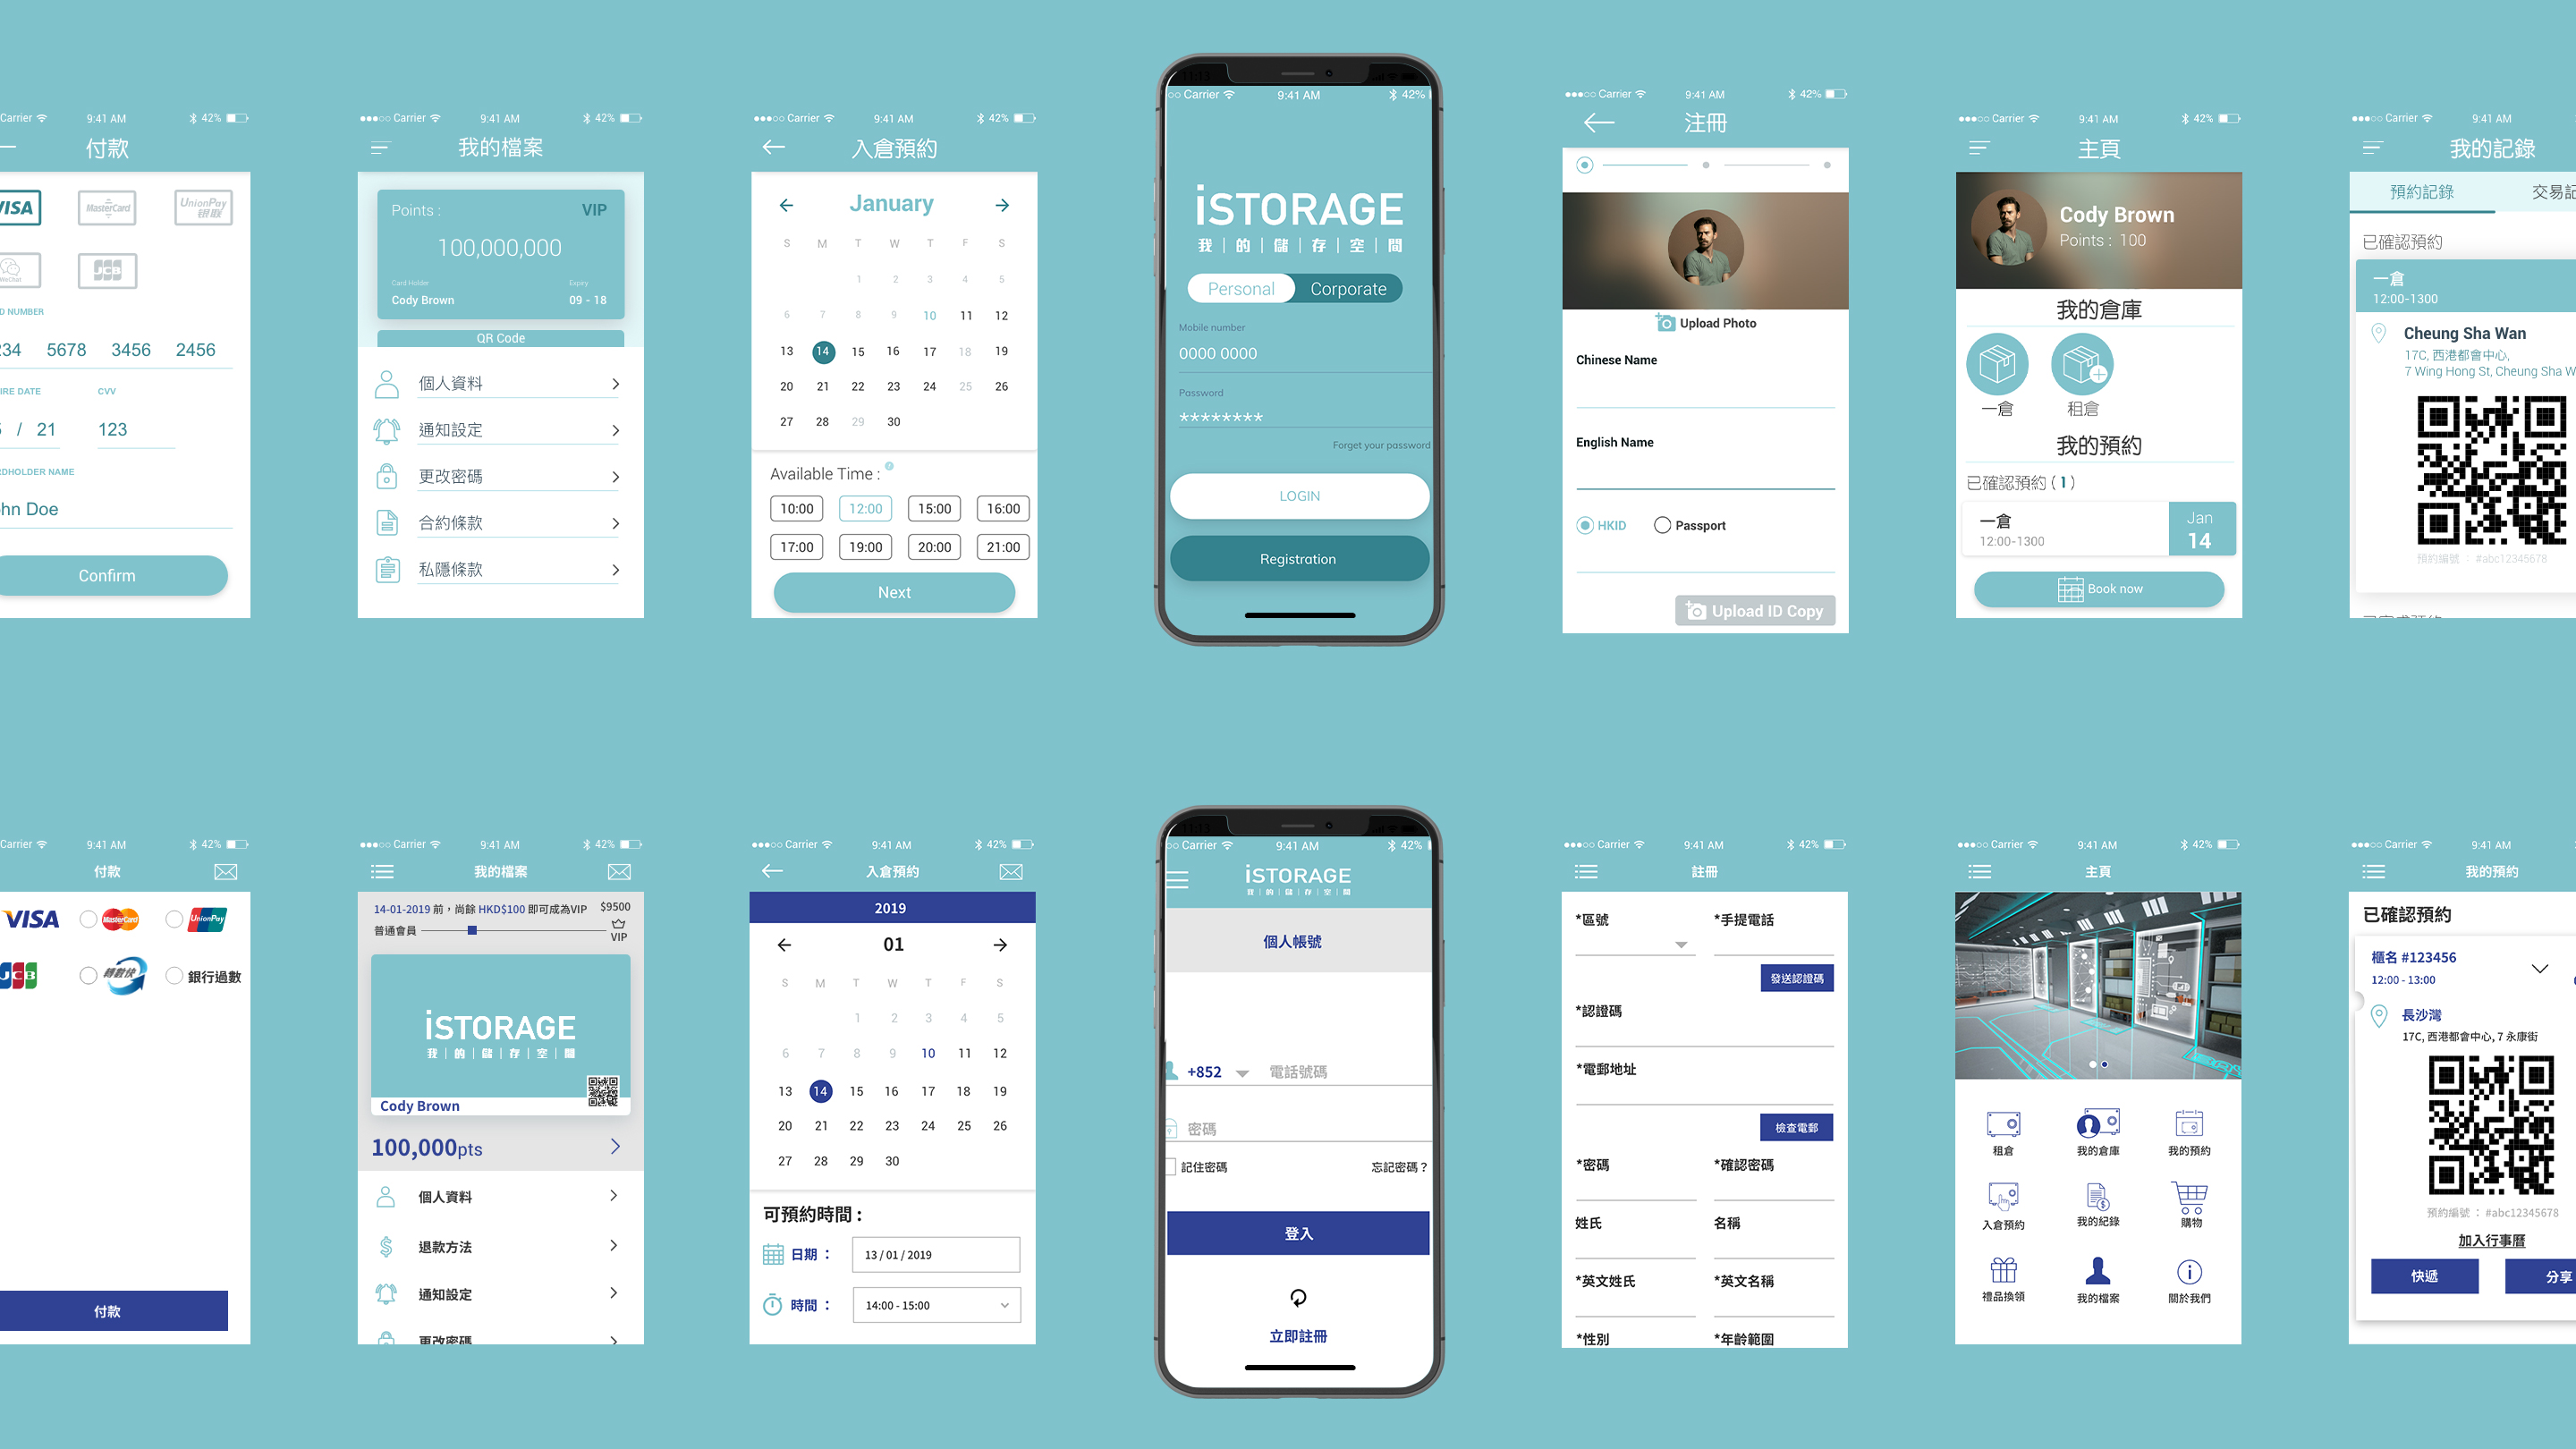 Carrier 9:41 AM 42%
付款
VISA MasterCard UnionPay 银联
WeChat JCB
D NUMBER
234 5678 3456 2456
IRE DATE CVV
/ 21 123
RDHOLDER NAME
hn Doe
Confirm
Carrier 9:41 AM 42%
我的檔案
Points : VIP
100,000,000
Card Holder Expiry
Cody Brown 09 - 18
QR Code
個人資料
通知設定
更改密碼
合約條款
私隱條款
Carrier 9:41 AM 42%
入倉預約
January
S M T W T F S
1 2 3 4 5
6 7 8 9 10 11 12
13 14 15 16 17 18 19
20 21 22 23 24 25 26
27 28 29 30
Available Time : ?
10:00 12:00 15:00 16:00
17:00 19:00 20:00 21:00
Next
11:13
Carrier 9:41 AM 42%
iSTORAGE
我|的|儲|存|空|間
Personal Corporate
Mobile number
0000 0000
Password
********
Forget your password
LOGIN
Registration
Carrier 9:41 AM 42%
注冊
Upload Photo
Chinese Name
English Name
HKID Passport
Upload ID Copy
Carrier 9:41 AM 42%
主頁
Cody Brown
Points : 100
我的倉庫
一倉 租倉
我的預約
已確認預約 ( 1 )
一倉 Jan
12:00-1300 14
Book now
Carrier 9:41 AM
我的記錄
預約記錄 交易記
已確認預約
一倉
12:00-1300
Cheung Sha Wan
17C, 西港都會中心,
7 Wing Hong St, Cheung Sha W
預約編號 : #abc12345678
已完成預約
Carrier 9:41 AM 42%
付款
VISA MasterCard UnionPay
JCB 轉數快 銀行過數
付款
Carrier 9:41 AM 42%
我的檔案
14-01-2019 前，尚餘 HKD$100 即可成為VIP $9500
普通會員 VIP
iSTORAGE
我|的|儲|存|空|間
Cody Brown
100,000pts
個人資料
退款方法
通知設定
更改密碼
Carrier 9:41 AM 42%
入倉預約
2019
01
S M T W T F S
1 2 3 4 5
6 7 8 9 10 11 12
13 14 15 16 17 18 19
20 21 22 23 24 25 26
27 28 29 30
可預約時間 :
日期 : 13 / 01 / 2019
時間 : 14:00 - 15:00
11:13
Carrier 9:41 AM 42%
iSTORAGE
我|的|儲|存|空|間
個人帳號
+852 電話號碼
密碼
記住密碼 忘記密碼 ?
登入
立即註冊
Carrier 9:41 AM 42%
註冊
*區號 *手提電話
發送認證碼
*認證碼
*電郵地址
檢查電郵
*密碼 *確認密碼
姓氏 名稱
*英文姓氏 *英文名稱
*性別 *年齡範圍
Carrier 9:41 AM 42%
主頁
租倉 我的倉庫 我的預約
入倉預約 我的紀錄 購物
禮品換領 我的檔案 關於我們
Carrier 9:41 AM
我的預約
已確認預約
櫃名 #123456
12:00 - 13:00
長沙灣
17C, 西港都會中心, 7 永康街
預約編號 : #abc12345678
加入行事曆
快遞 分享